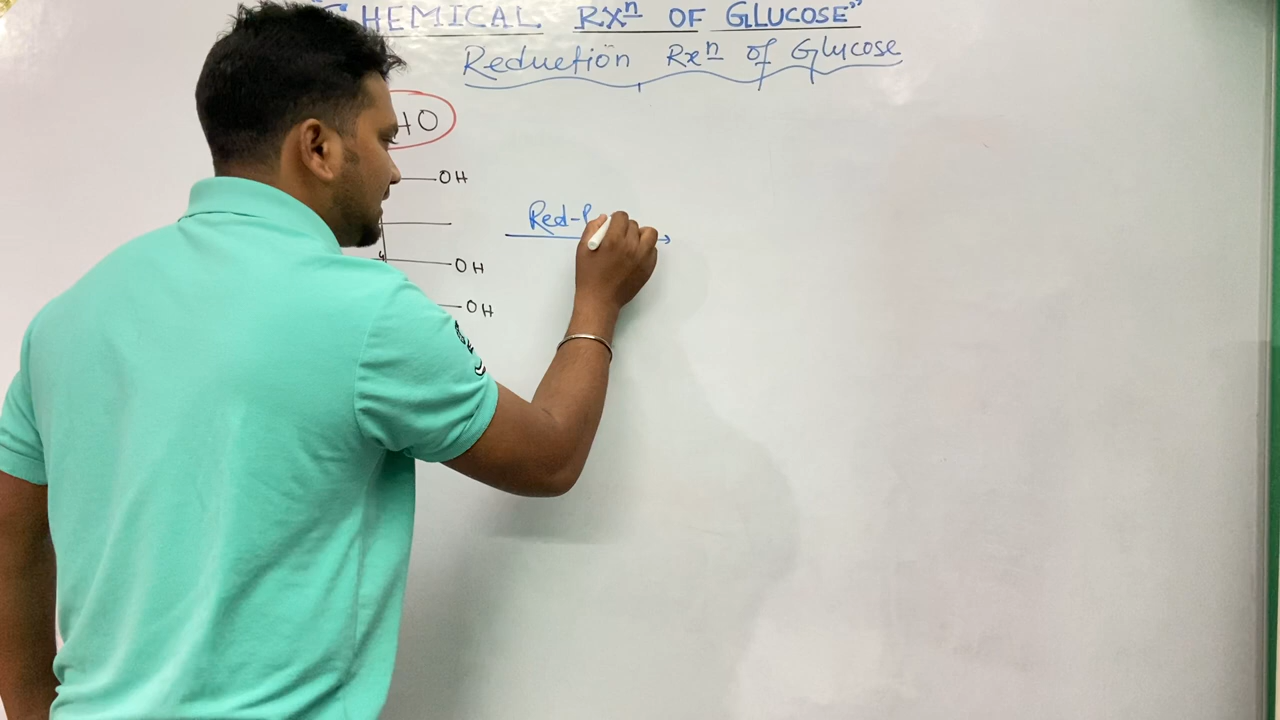 "CHEMICAL RXn OF GLUCOSE"
Reduction Rxn of Glucose
HO
OH
Red-P
OH
OH